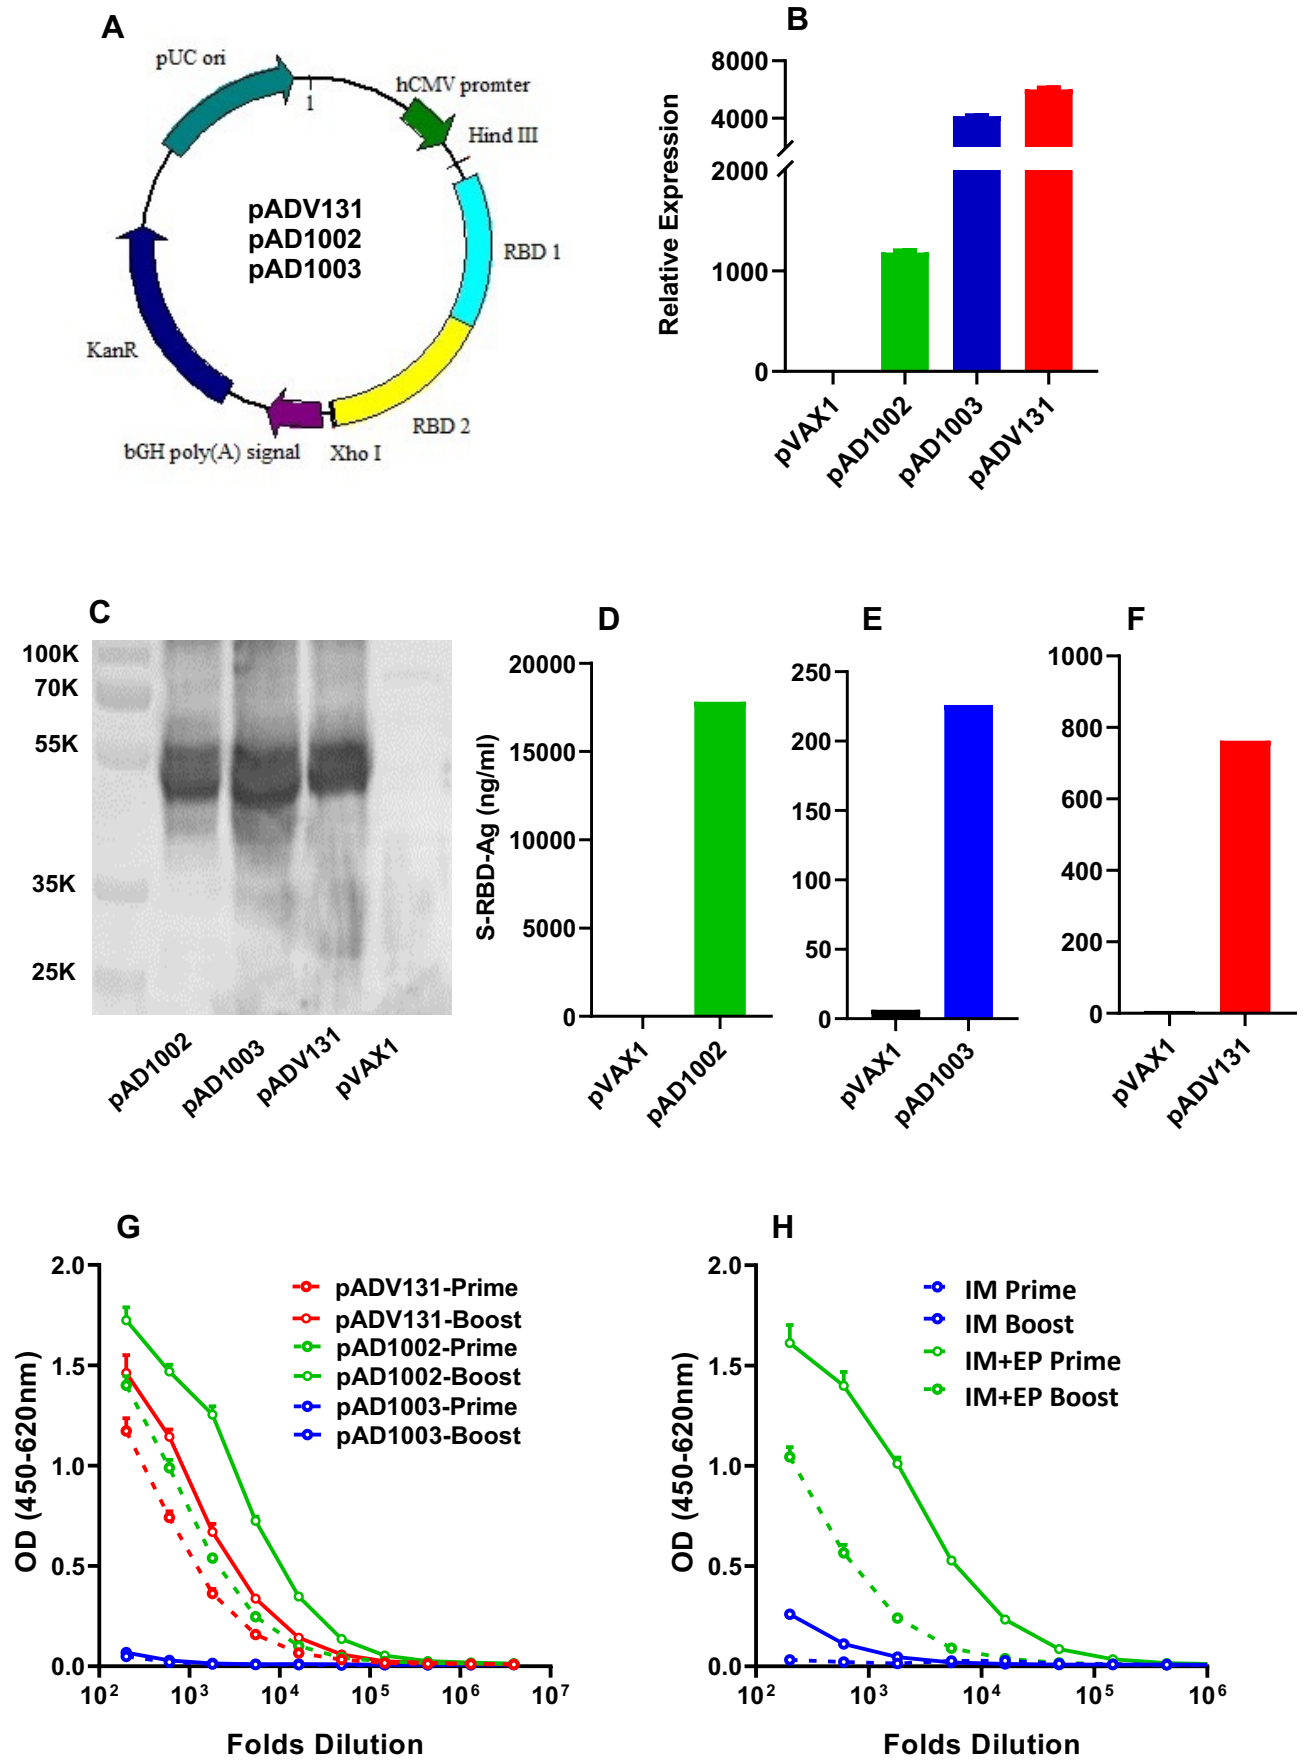 A
pUC ori
1
hCMV promter
Hind III
RBD 1
RBD 2
Xho I
bGH poly(A) signal
KanR
pADV131
pAD1002
pAD1003
B
Relative Expression
8000
4000
2000
1000
0
pVAX1
pAD1002
pAD1003
pADV131
C
100K
70K
55K
35K
25K
pAD1002
pAD1003
pADV131
pVAX1
D
S-RBD-Ag (ng/ml)
20000
15000
10000
5000
0
pVAX1
pAD1002
E
250
200
150
100
50
0
pVAX1
pAD1003
F
1000
800
600
400
200
0
pVAX1
pADV131
G
OD (450-620nm)
2.0
1.5
1.0
0.5
0.0
10²
10³
10⁴
10⁵
10⁶
10⁷
Folds Dilution
pADV131-Prime
pADV131-Boost
pAD1002-Prime
pAD1002-Boost
pAD1003-Prime
pAD1003-Boost
H
OD (450-620nm)
2.0
1.5
1.0
0.5
0.0
10²
10³
10⁴
10⁵
10⁶
Folds Dilution
IM Prime
IM Boost
IM+EP Prime
IM+EP Boost